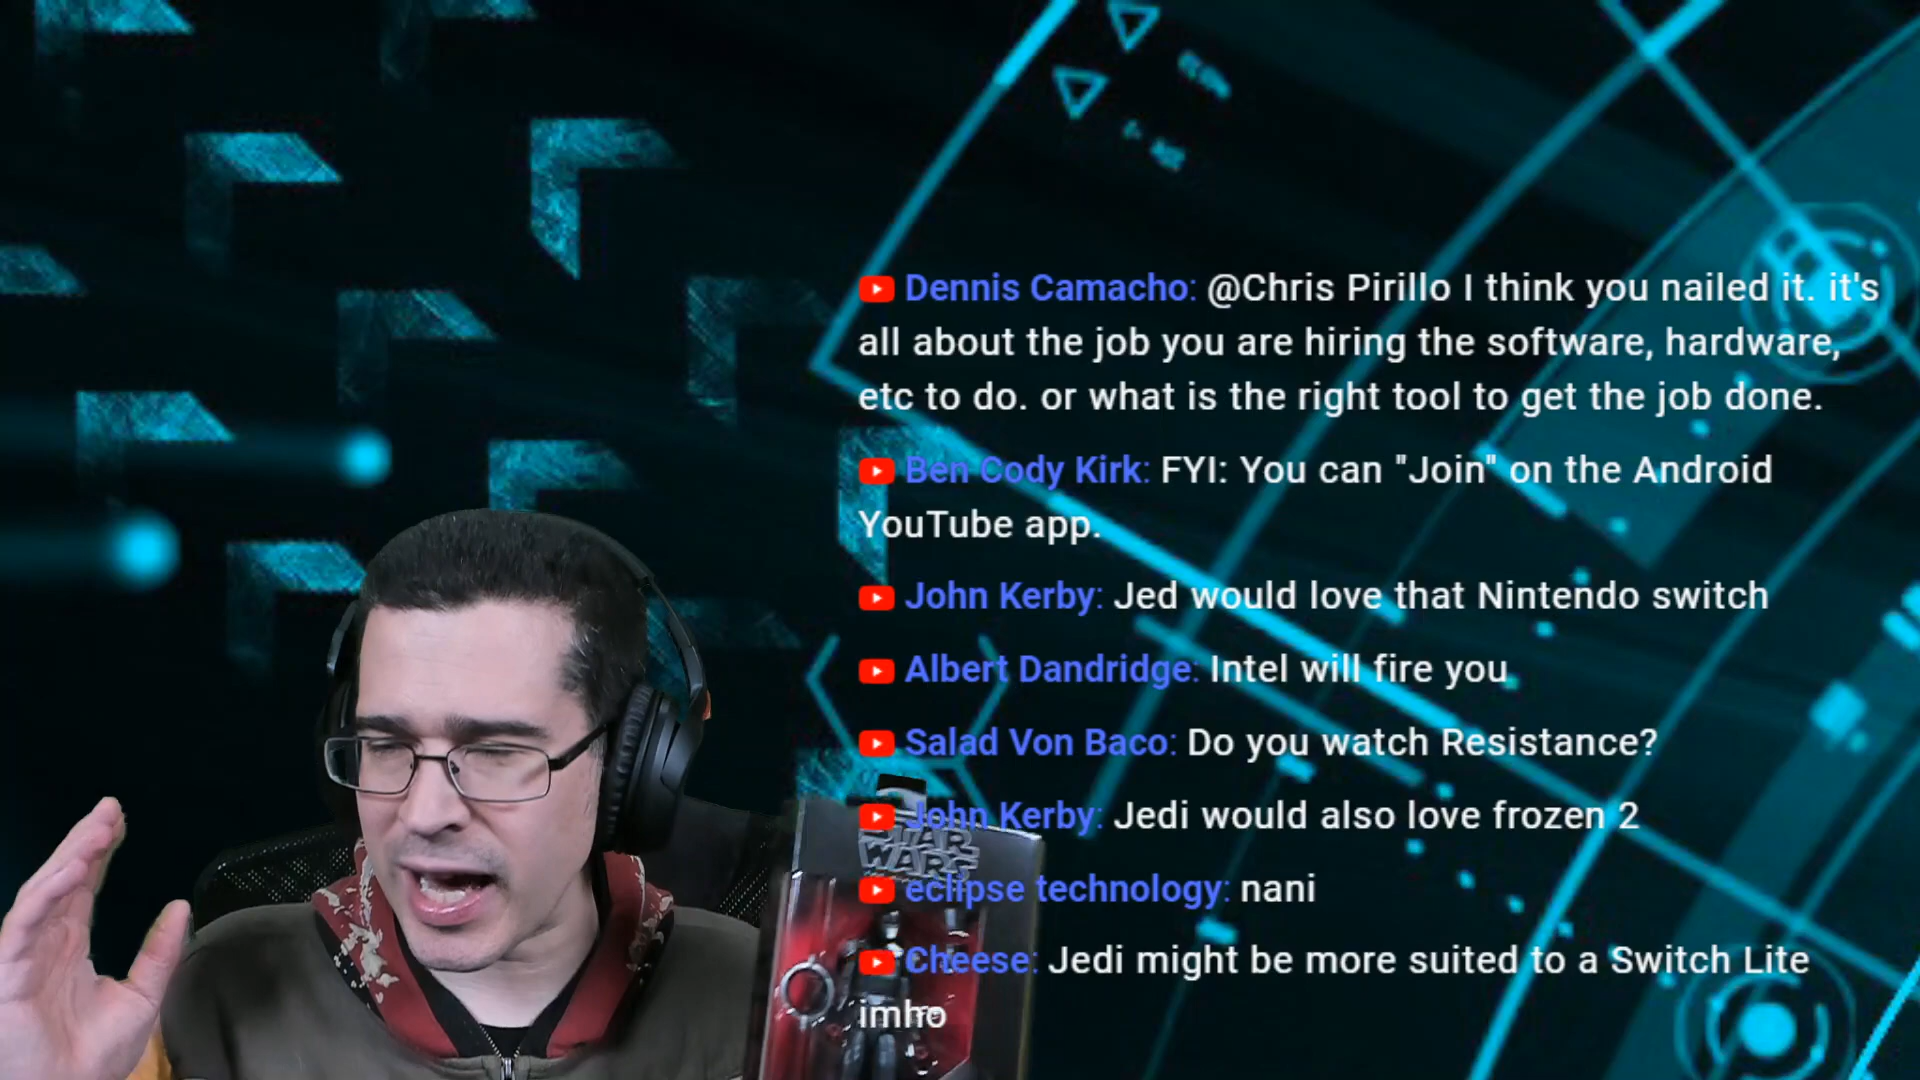 Dennis Camacho: @Chris Pirillo I think you nailed it. it's
all about the job you are hiring the software, hardware,
etc to do. or what is the right tool to get the job done.
Ben Cody Kirk: FYI: You can "Join" on the Android
YouTube app.
John Kerby: Jed would love that Nintendo switch
Albert Dandridge: Intel will fire you
Salad Von Baco: Do you watch Resistance?
John Kerby: Jedi would also love frozen 2
STAR
WARS
eclipse technology: nani
Cheese: Jedi might be more suited to a Switch Lite
imho